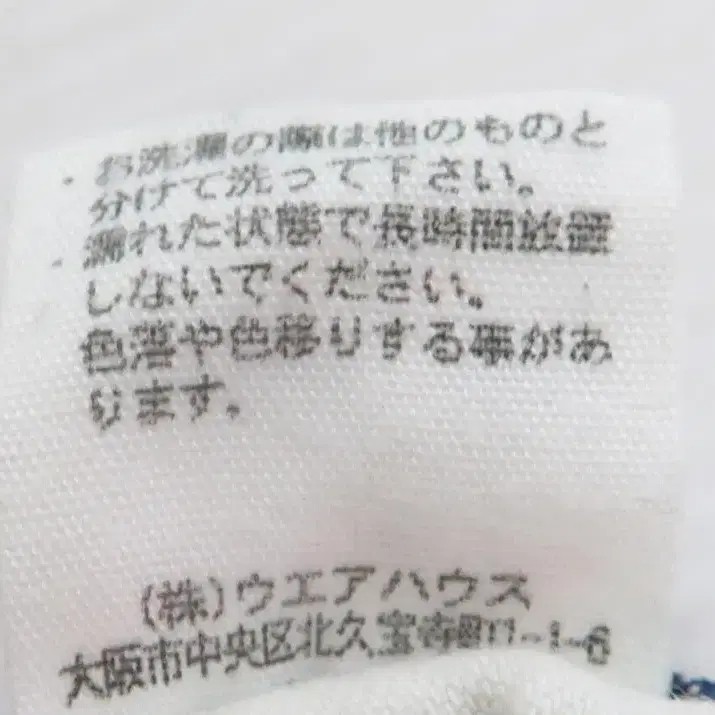 ・お洗濯の際は他のものと
分けて洗って下さい。
・濡れた状態で長時間放置
しないでください。
色落や色移りする事があ
ります。
(株)ウエアハウス
大阪市中央区北久宝寺町1-1-6